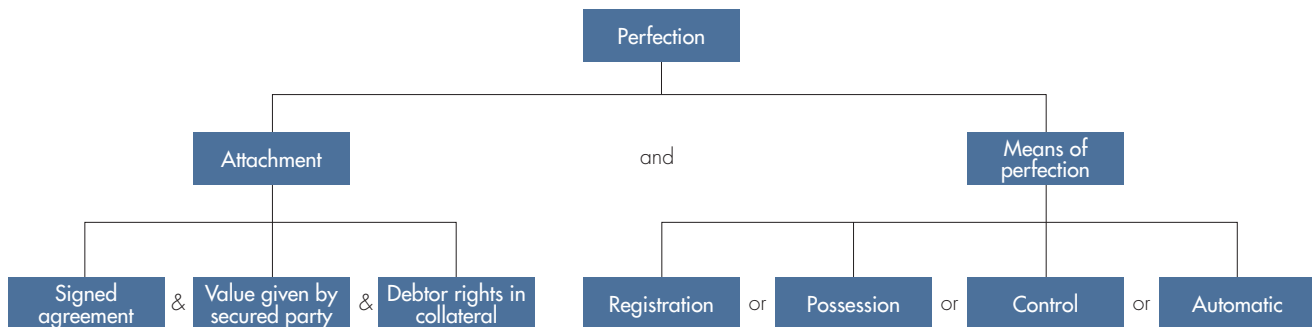 Perfection
Attachment
and
Means of
perfection
Signed
agreement
&
Value given by
secured party
&
Debtor rights in
collateral
Registration
or
Possession
or
Control
or
Automatic